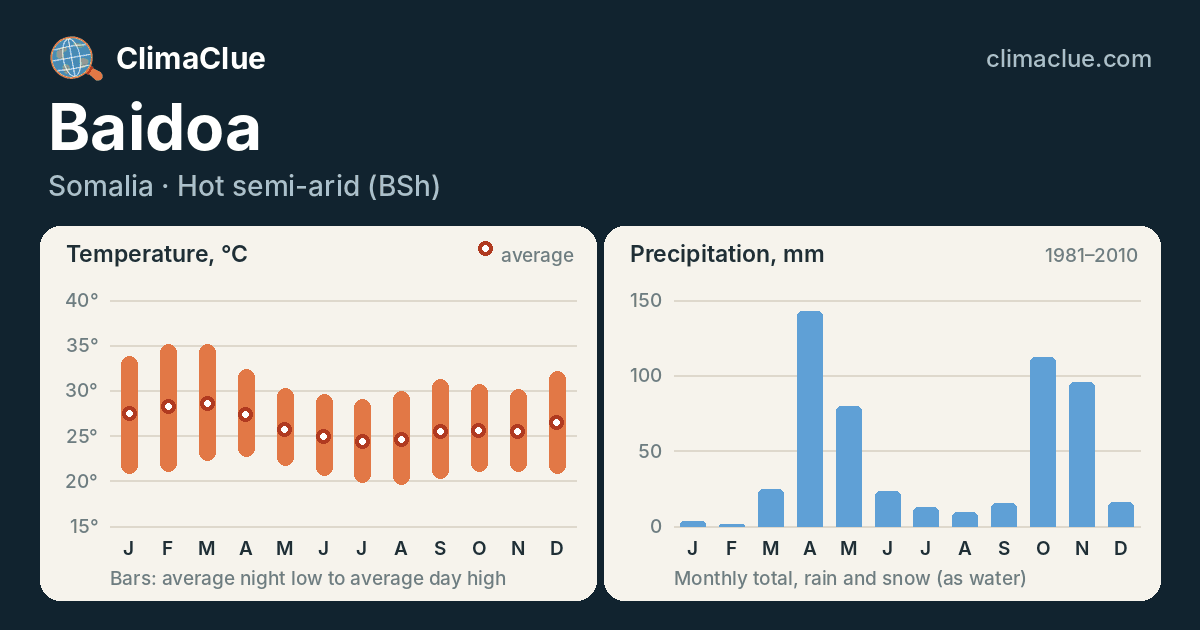 ClimaClue
climaclue.com
Baidoa
Somalia · Hot semi-arid (BSh)
Temperature, °C
average
40°
35°
30°
25°
20°
15°
J F M A M J J A S O N D
Bars: average night low to average day high
Precipitation, mm
1981–2010
150
100
50
0
J F M A M J J A S O N D
Monthly total, rain and snow (as water)